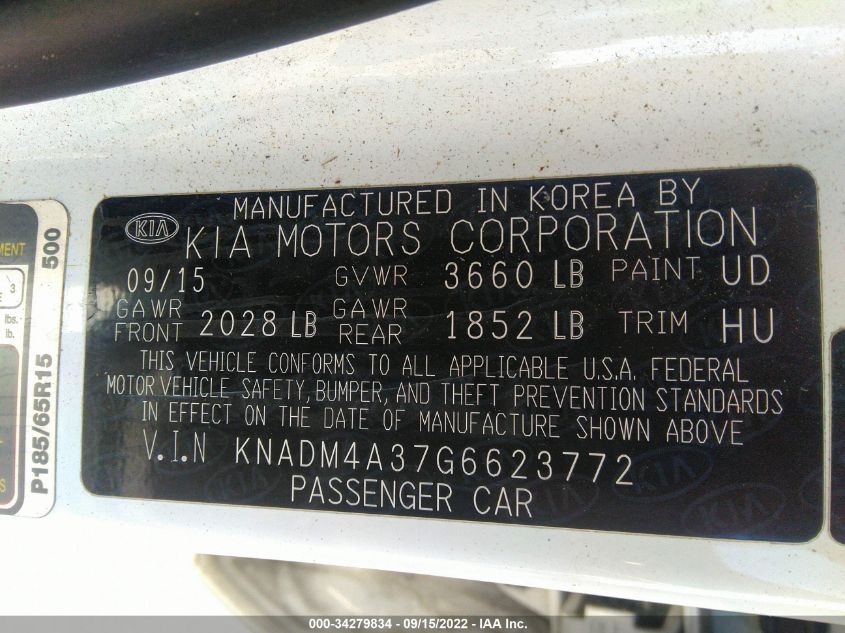 MANUFACTURED IN KOREA BY
KIA KIA MOTORS CORPORATION
09/15 GVWR 3660 LB PAINT UD
GAWR FRONT 2028 LB GAWR REAR 1852 LB TRIM HU
THIS VEHICLE CONFORMS TO ALL APPLICABLE U.S.A. FEDERAL
MOTOR VEHICLE SAFETY, BUMPER, AND THEFT PREVENTION STANDARDS
IN EFFECT ON THE DATE OF MANUFACTURE SHOWN ABOVE
V.I.N KNADM4A37G6623772
PASSENGER CAR
P185/65R15 500
3
lbs.
lb.
000-34279834 - 09/15/2022 - IAA Inc.